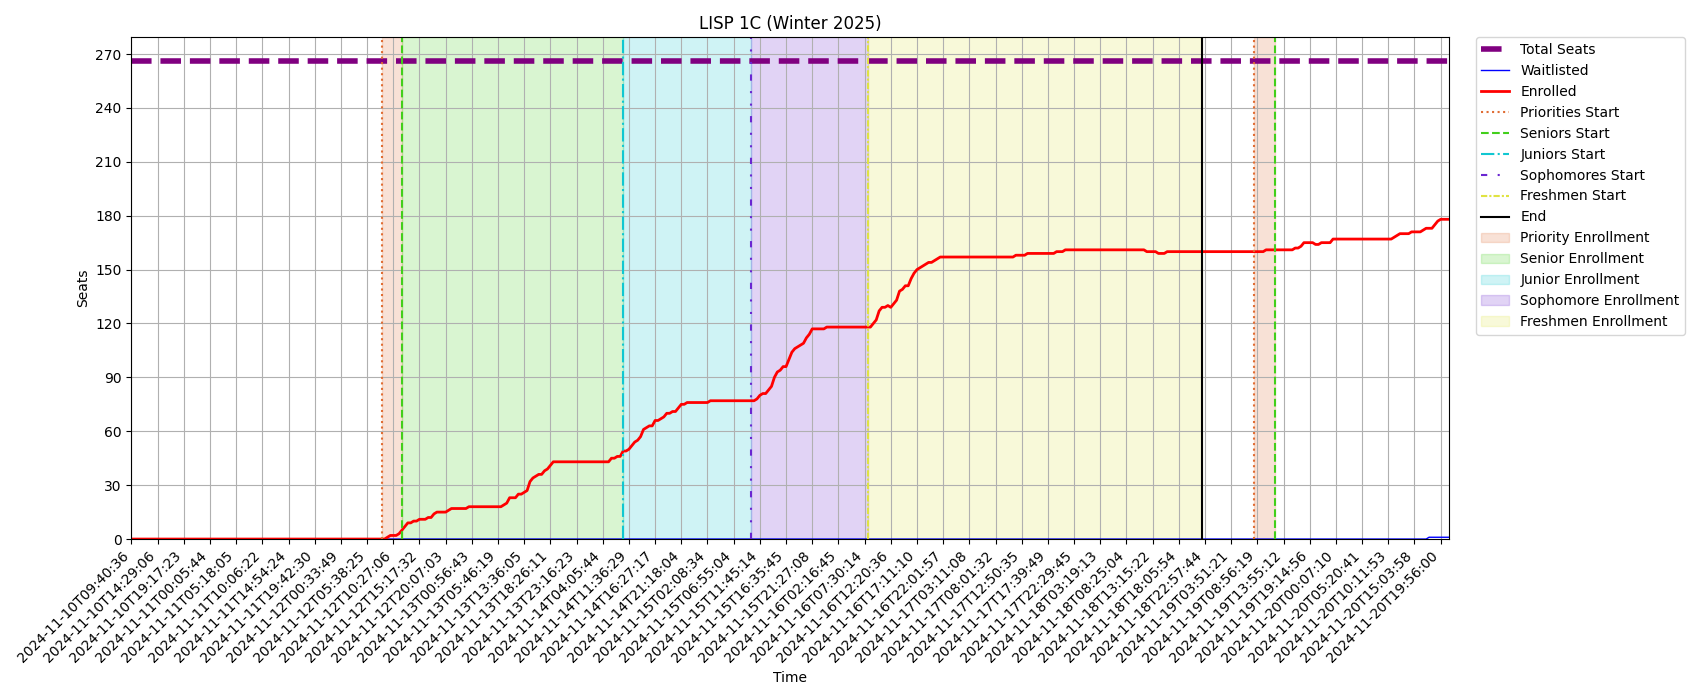 LISP 1C (Winter 2025)
270
240
210
180
150
120
90
60
30
0
Seats
2024-11-10T09:40:36
2024-11-10T14:29:06
2024-11-10T19:17:23
2024-11-11T00:05:44
2024-11-11T05:18:05
2024-11-11T10:06:22
2024-11-11T14:54:24
2024-11-11T19:42:30
2024-11-12T00:33:49
2024-11-12T05:38:25
2024-11-12T10:27:06
2024-11-12T15:17:32
2024-11-12T20:07:03
2024-11-13T00:56:43
2024-11-13T05:46:19
2024-11-13T13:36:05
2024-11-13T18:26:11
2024-11-13T23:16:23
2024-11-14T04:05:44
2024-11-14T11:36:29
2024-11-14T16:27:17
2024-11-14T21:18:04
2024-11-15T02:08:34
2024-11-15T06:55:04
2024-11-15T11:45:14
2024-11-15T16:35:45
2024-11-15T21:27:08
2024-11-16T02:16:45
2024-11-16T07:30:14
2024-11-16T12:20:36
2024-11-16T17:11:10
2024-11-16T22:01:57
2024-11-17T03:11:08
2024-11-17T08:01:32
2024-11-17T12:50:35
2024-11-17T17:39:49
2024-11-17T22:29:45
2024-11-18T03:19:13
2024-11-18T08:25:04
2024-11-18T13:15:22
2024-11-18T18:05:54
2024-11-18T22:57:44
2024-11-19T03:51:21
2024-11-19T08:56:19
2024-11-19T13:55:12
2024-11-19T19:14:56
2024-11-20T00:07:10
2024-11-20T05:20:41
2024-11-20T10:11:53
2024-11-20T15:03:58
2024-11-20T19:56:00
Time
Total Seats
Waitlisted
Enrolled
Priorities Start
Seniors Start
Juniors Start
Sophomores Start
Freshmen Start
End
Priority Enrollment
Senior Enrollment
Junior Enrollment
Sophomore Enrollment
Freshmen Enrollment